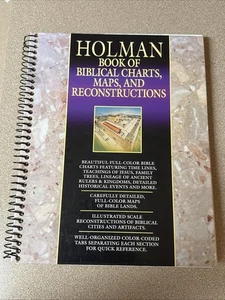 HOLMAN
BOOK OF
BIBLICAL CHARTS,
MAPS, AND
RECONSTRUCTIONS
BEAUTIFUL FULL-COLOR BIBLE
CHARTS FEATURING TIME LINES,
TEACHINGS OF JESUS, FAMILY
TREES, LINEAGE OF ANCIENT
RULERS & KINGDOMS, DETAILED
HISTORICAL EVENTS AND MORE.
CAREFULLY DETAILED,
FULL-COLOR MAPS
OF BIBLE LANDS.
ILLUSTRATED SCALE
RECONSTRUCTIONS OF BIBLICAL
CITIES AND ARTIFACTS.
WELL-ORGANIZED COLOR-CODED
TABS SEPARATING EACH SECTION
FOR QUICK REFERENCE.